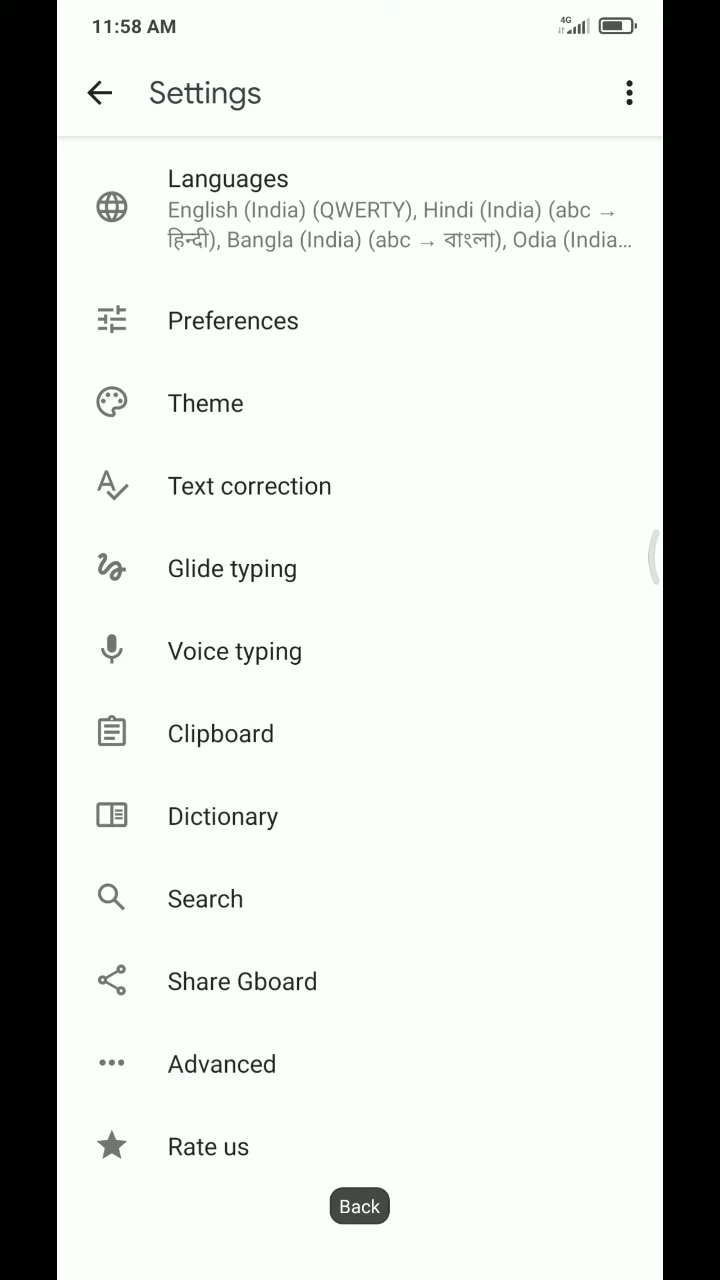 11:58 AM
4G
Settings
Languages
English (India) (QWERTY), Hindi (India) (abc →
हिन्दी), Bangla (India) (abc → বাংলা), Odia (India...
Preferences
Theme
Text correction
Glide typing
Voice typing
Clipboard
Dictionary
Search
Share Gboard
Advanced
Rate us
Back